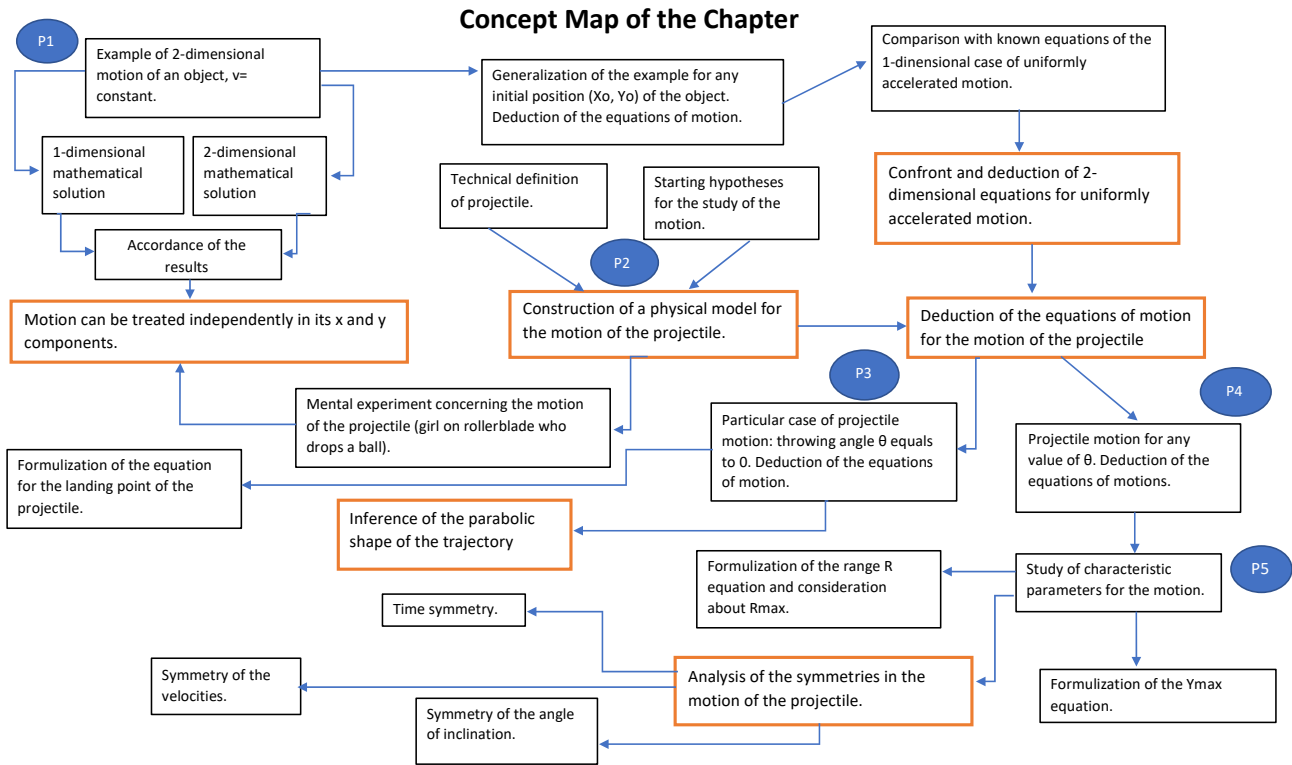 Concept Map of the Chapter
P1
Example of 2-dimensional
motion of an object, v=
constant.
Generalization of the example for any
initial position (Xo, Yo) of the object.
Deduction of the equations of motion.
Comparison with known equations of the
1-dinensional case of uniformly
accelerated motion.
1-dimensional
mathematical
solution
2-dimensional
mathematical
solution
Technical definition
of projectile.
Starting hypotheses
for the study of the
motion.
Confront and deduction of 2-
dimensional equations for uniformly
accelerated motion.
Accordance of the
results
P2
Motion can be treated independently in its x and y
components.
Construction of a physical model for
the motion of the projectile.
Deduction of the equations of motion
for the motion of the projectile
P3
P4
Mental experiment concerning the motion
of the projectile (girl on rollerblade who
drops a ball).
Particular case of projectile
motion: throwing angle θ equals
to 0. Deduction of the equations
of motion.
Projectile motion for any
value of θ. Deduction of the
equations of motions.
Formulization of the equation
for the landing point of the
projectile.
Inference of the parabolic
shape of the trajectory
Formulization of the range R
equation and consideration
about Rmax.
Study of characteristic
parameters for the motion.
P5
Time symmetry.
Symmetry of the
velocities.
Analysis of the symmetries in the
motion of the projectile.
Formulization of the Ymax
equation.
Symmetry of the angle
of inclination.